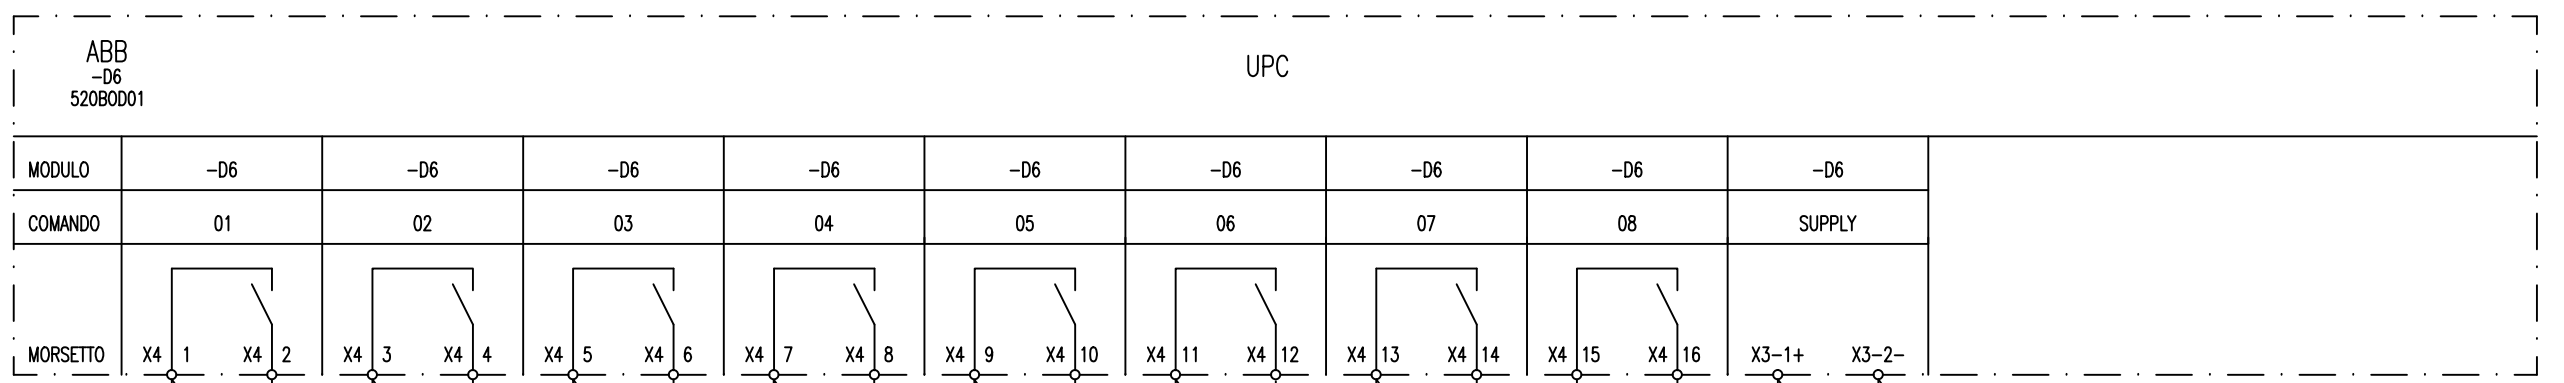 ABB
-D6
520BOD01
UPC
MODULO -D6 -D6 -D6 -D6 -D6 -D6 -D6 -D6 -D6
COMANDO 01 02 03 04 05 06 07 08 SUPPLY
MORSETTO X4 1 X4 2 X4 3 X4 4 X4 5 X4 6 X4 7 X4 8 X4 9 X4 10 X4 11 X4 12 X4 13 X4 14 X4 15 X4 16 X3-1+ X3-2-